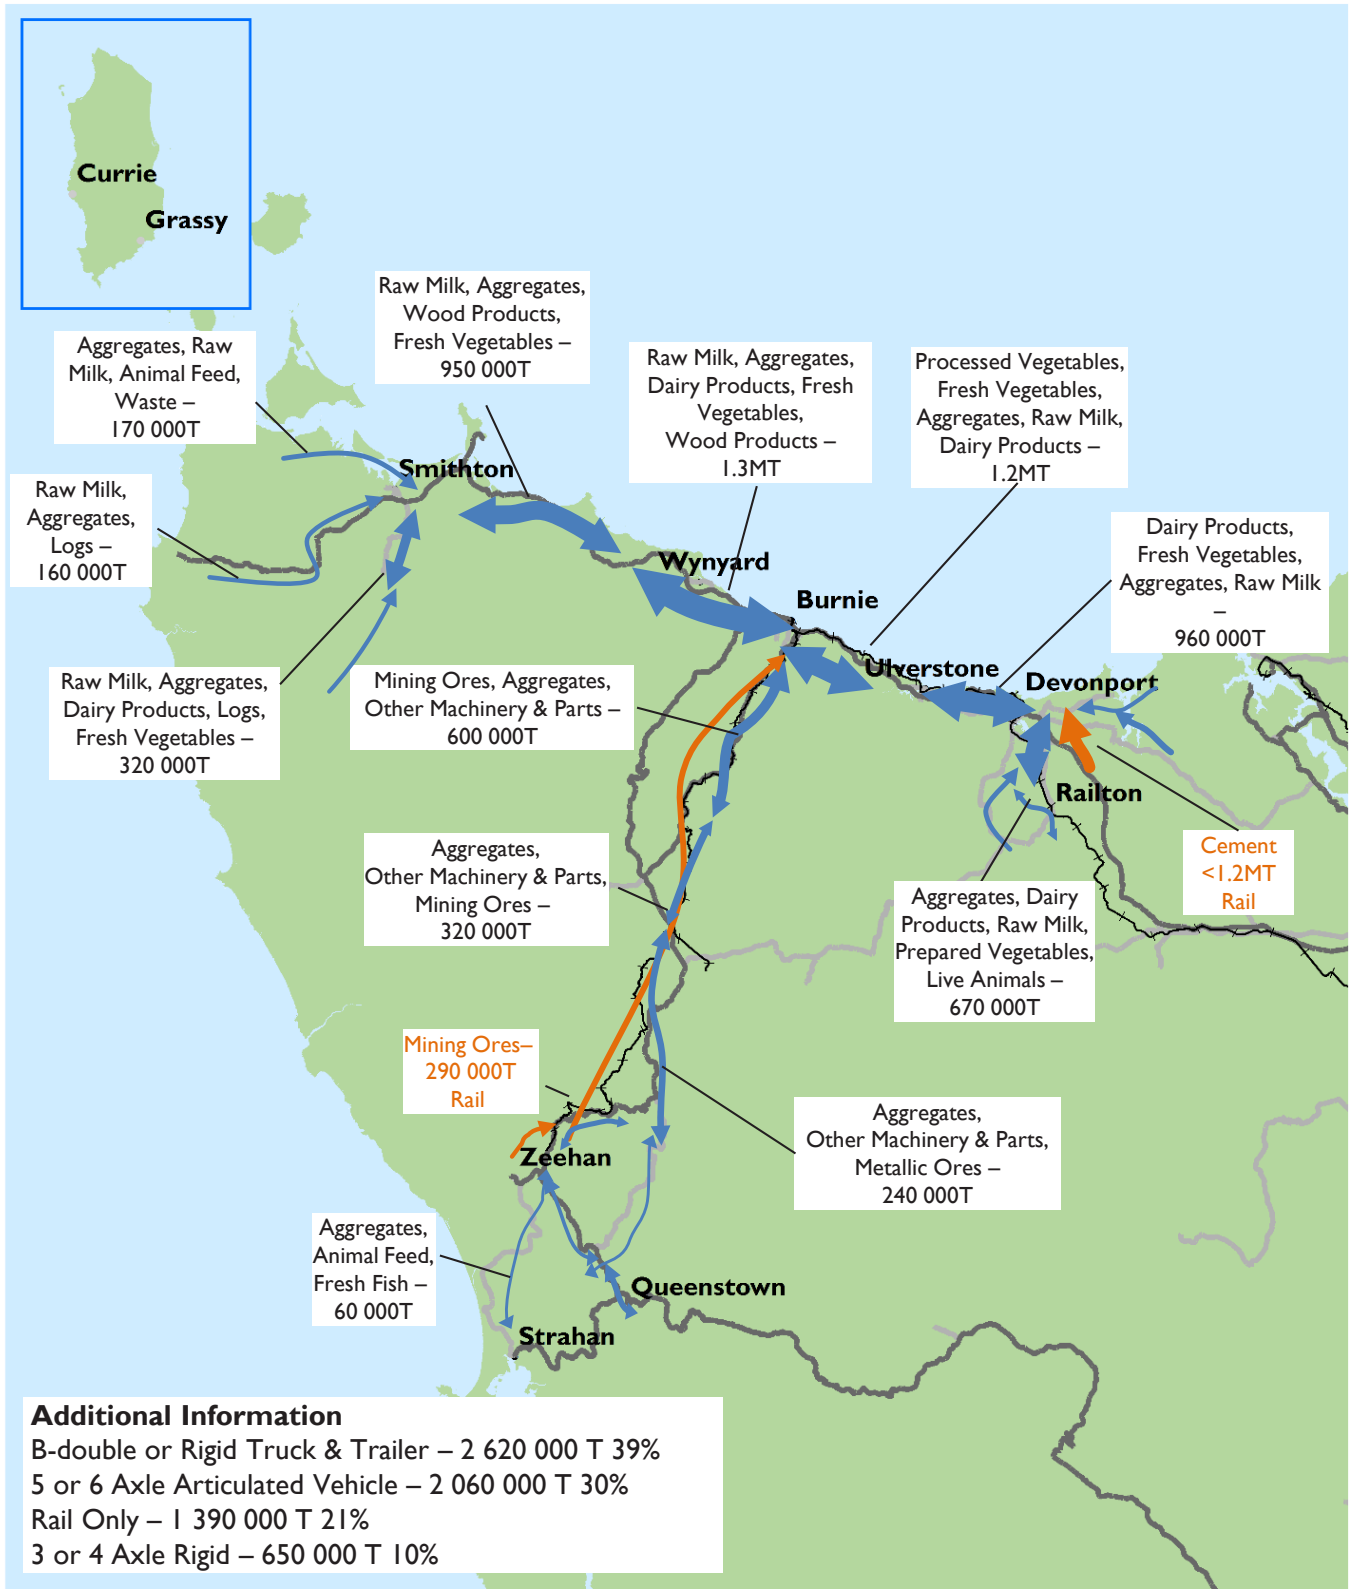 Currie
Grassy
Raw Milk, Aggregates,
Wood Products,
Fresh Vegetables –
950 000T
Aggregates, Raw
Milk, Animal Feed,
Waste –
170 000T
Raw Milk, Aggregates,
Dairy Products, Fresh
Vegetables,
Wood Products –
1.3MT
Processed Vegetables,
Fresh Vegetables,
Aggregates, Raw Milk,
Dairy Products –
1.2MT
Smithton
Raw Milk,
Aggregates,
Logs –
160 000T
Dairy Products,
Fresh Vegetables,
Aggregates, Raw Milk
–
960 000T
Wynyard
Burnie
Ulverstone
Devonport
Raw Milk, Aggregates,
Dairy Products, Logs,
Fresh Vegetables –
320 000T
Mining Ores, Aggregates,
Other Machinery & Parts –
600 000T
Railton
Cement
<1.2MT
Rail
Aggregates,
Other Machinery & Parts,
Mining Ores –
320 000T
Aggregates, Dairy
Products, Raw Milk,
Prepared Vegetables,
Live Animals –
670 000T
Mining Ores–
290 000T
Rail
Aggregates,
Other Machinery & Parts,
Metallic Ores –
240 000T
Zeehan
Aggregates,
Animal Feed,
Fresh Fish –
60 000T
Queenstown
Strahan
Additional Information
B-double or Rigid Truck & Trailer – 2 620 000 T 39%
5 or 6 Axle Articulated Vehicle – 2 060 000 T 30%
Rail Only – 1 390 000 T 21%
3 or 4 Axle Rigid – 650 000 T 10%